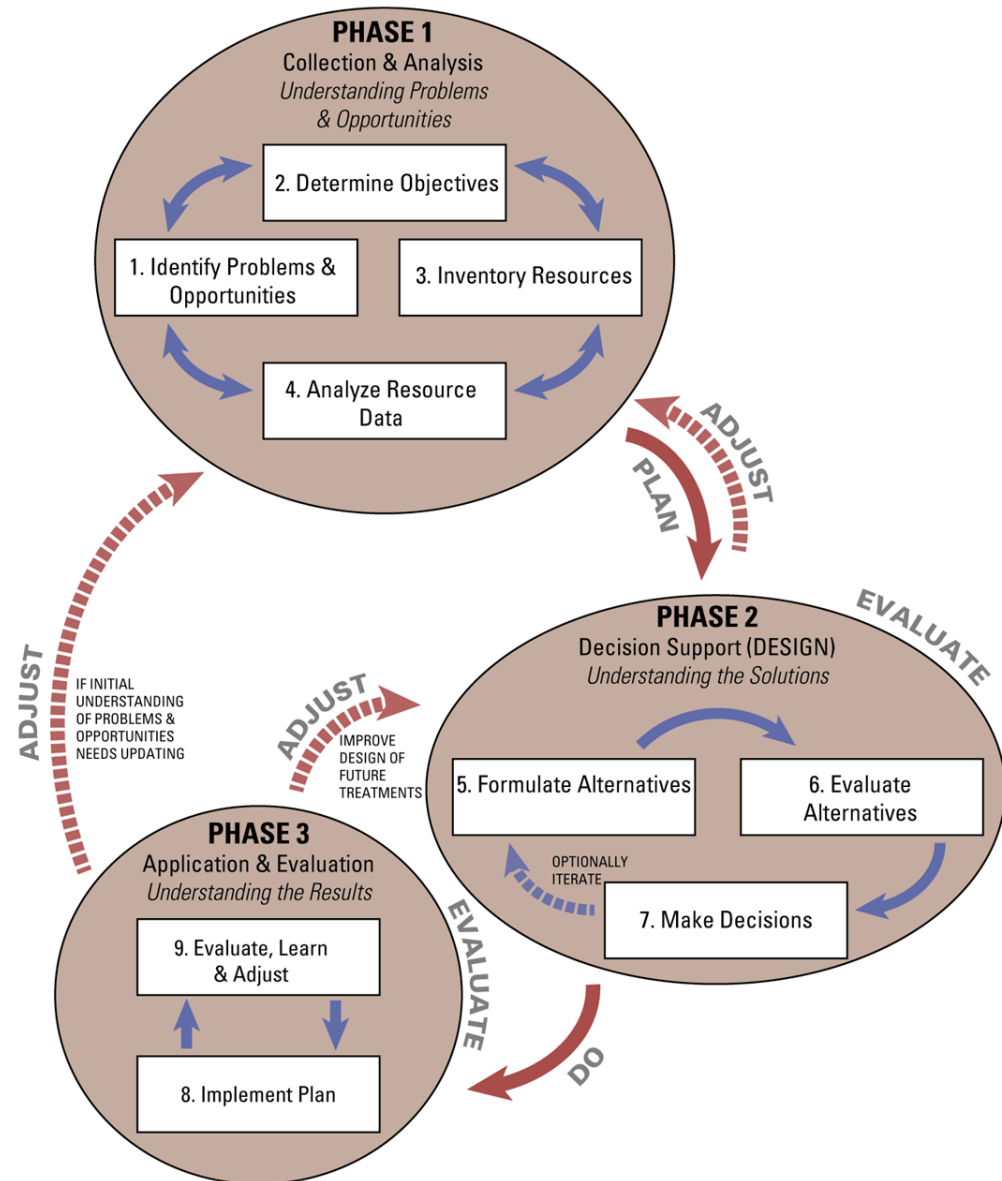 PHASE 1
Collection & Analysis
Understanding Problems
& Opportunities
2. Determine Objectives
1. Identify Problems &
Opportunities
3. Inventory Resources
4. Analyze Resource
Data
ADJUST
PLAN
PHASE 2
Decision Support (DESIGN)
Understanding the Solutions
EVALUATE
5. Formulate Alternatives
6. Evaluate
Alternatives
OPTIONALLY
ITERATE
7. Make Decisions
ADJUST
IF INITIAL
UNDERSTANDING
OF PROBLEMS &
OPPORTUNITIES
NEEDS UPDATING
ADJUST
IMPROVE
DESIGN OF
FUTURE
TREATMENTS
PHASE 3
Application & Evaluation
Understanding the Results
EVALUATE
9. Evaluate, Learn
& Adjust
8. Implement Plan
DO